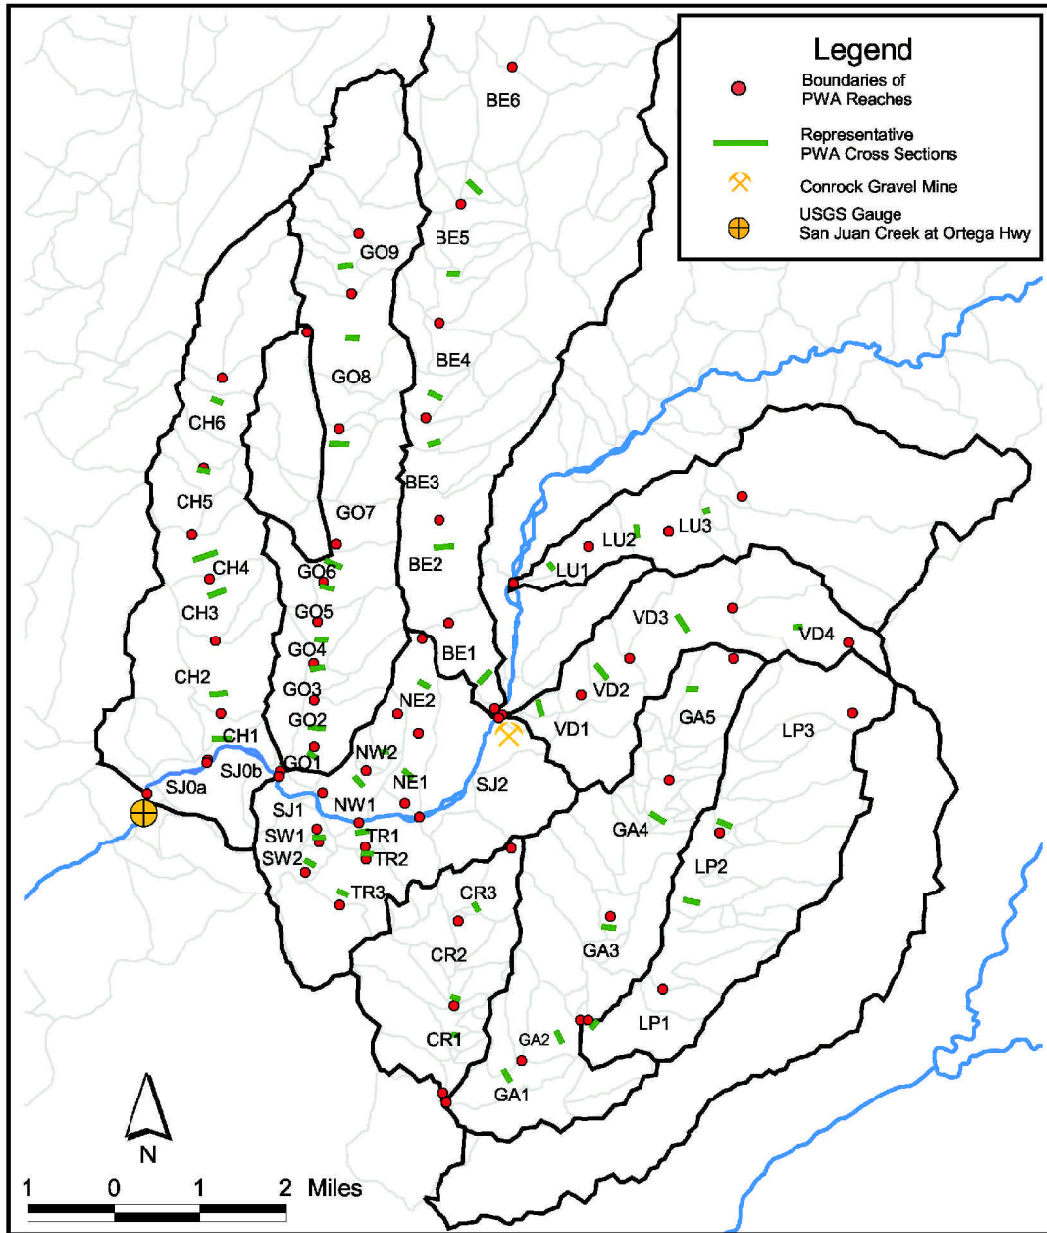 Legend
Boundaries of
PWA Reaches
Representative
PWA Cross Sections
Conrock Gravel Mine
USGS Gauge
San Juan Creek at Ortega Hwy
BE6
BE5
GO9
BE4
GO8
CH6
BE3
CH5
GO7
LU3
LU2
BE2
GO6
LU1
CH4
CH3
GO5
VD3
VD4
GO4
BE1
CH2
GO3
VD2
NE2
GO2
GA5
VD1
LP3
CH1
GO1
NW2
SJ0b
SJ0a
NE1
SJ2
SJ1
NW1
SW1
TR1
GA4
SW2
TR2
LP2
TR3
CR3
CR2
GA3
LP1
CR1
GA2
GA1
N
1 0 1 2 Miles